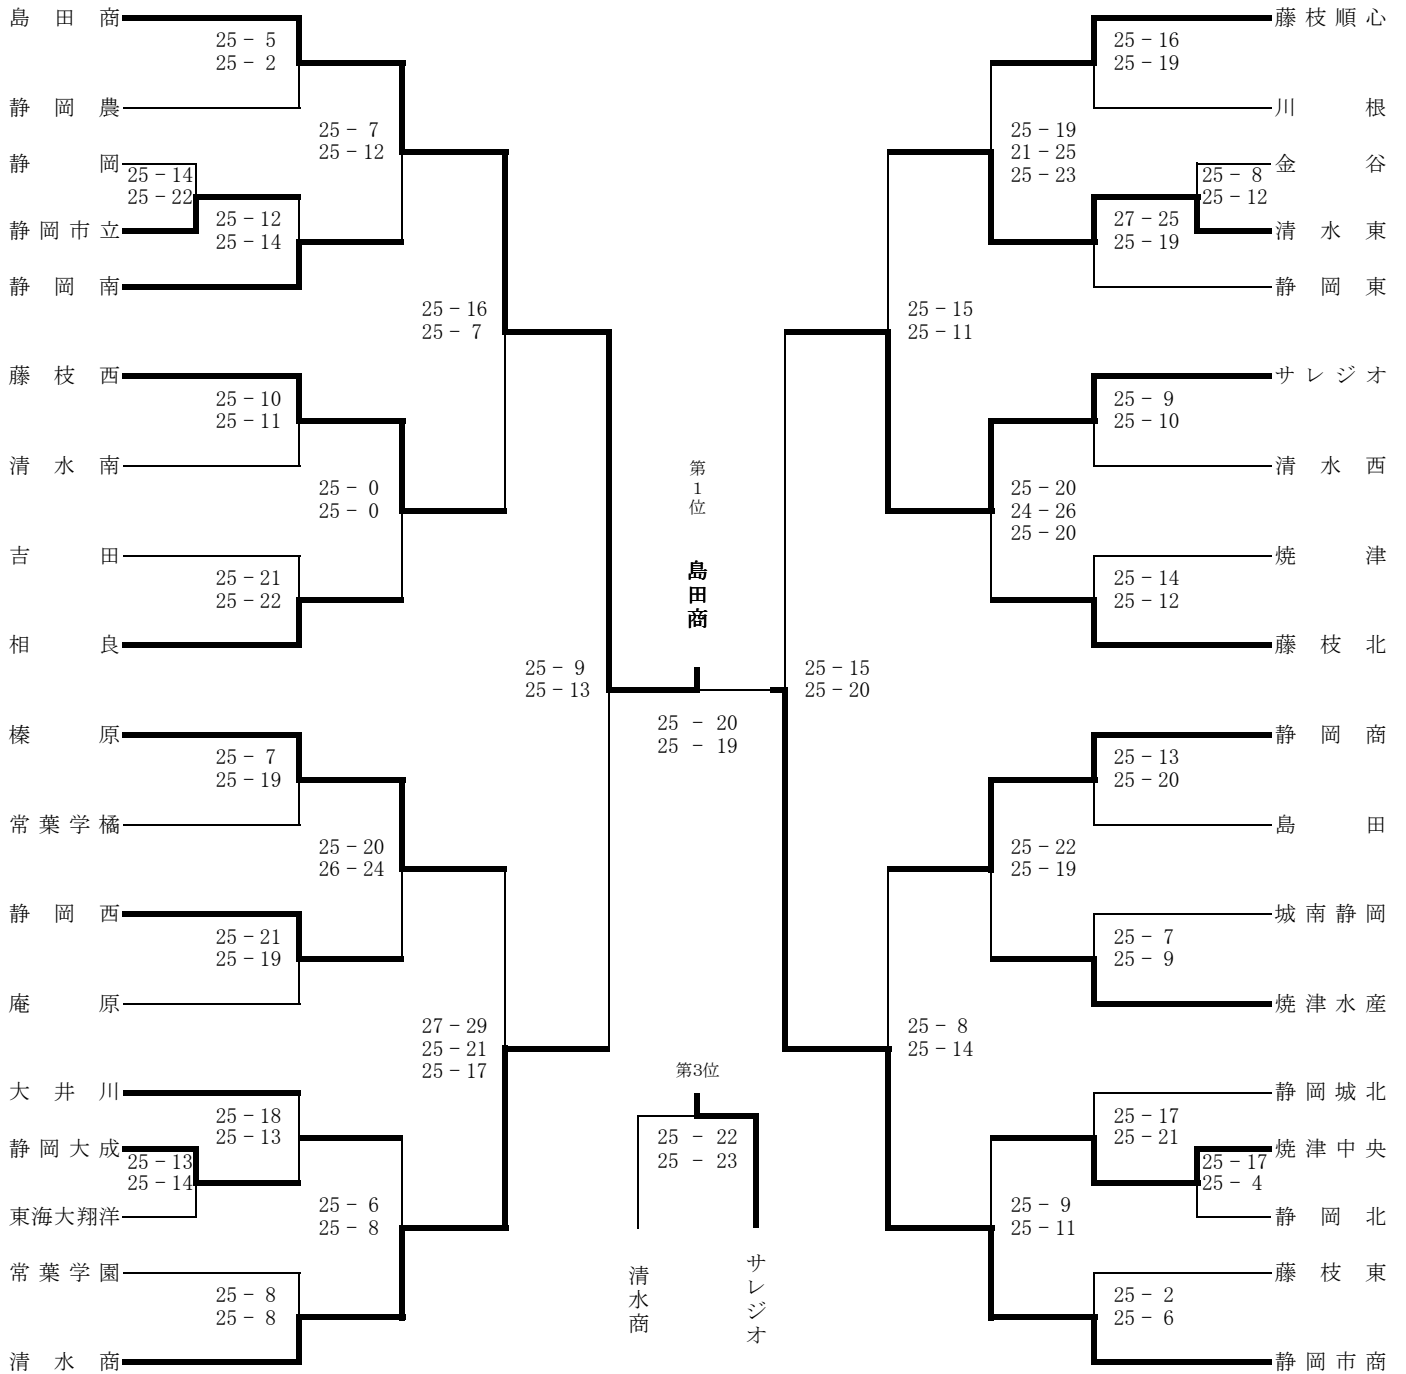 島田商
25 - 5
25 - 2
静岡農
25 - 7
25 - 12
静岡
25 - 14
25 - 22
静岡市立
25 - 12
25 - 14
静岡南
25 - 16
25 - 7
藤枝西
25 - 10
25 - 11
清水南
25 - 0
25 - 0
吉田
25 - 21
25 - 22
相良
25 - 9
25 - 13
榛原
25 - 7
25 - 19
常葉学橘
25 - 20
26 - 24
静岡西
25 - 21
25 - 19
庵原
27 - 29
25 - 21
25 - 17
大井川
25 - 18
25 - 13
静岡大成
25 - 13
25 - 14
東海大翔洋
25 - 6
25 - 8
常葉学園
25 - 8
25 - 8
清水商
第1位
島田商
25 - 20
25 - 19
第3位
25 - 22
25 - 23
清水商
サレジオ
藤枝順心
25 - 16
25 - 19
川根
25 - 19
21 - 25
25 - 23
金谷
25 - 8
25 - 12
清水東
27 - 25
25 - 19
静岡東
25 - 15
25 - 11
サレジオ
25 - 9
25 - 10
清水西
25 - 20
24 - 26
25 - 20
焼津
25 - 14
25 - 12
藤枝北
25 - 15
25 - 20
静岡商
25 - 13
25 - 20
島田
25 - 22
25 - 19
城南静岡
25 - 7
25 - 9
焼津水産
25 - 8
25 - 14
静岡城北
25 - 17
25 - 21
焼津中央
25 - 17
25 - 4
静岡北
25 - 9
25 - 11
藤枝東
25 - 2
25 - 6
静岡市商